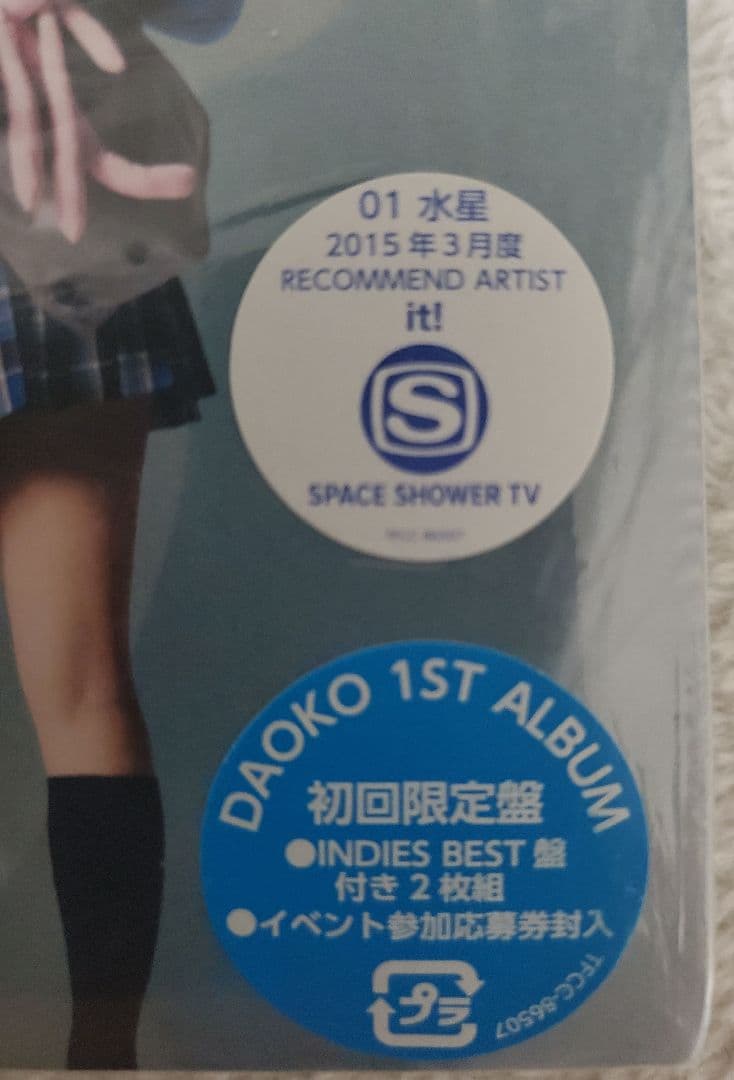 01 水星
2015年3月度
RECOMMEND ARTIST
it!
S
SPACE SHOWER TV
DAOKO 1ST ALBUM
初回限定盤
●INDIES BEST 盤
付き2枚組
●イベント参加応募券封入
プラ
TFCC-86507